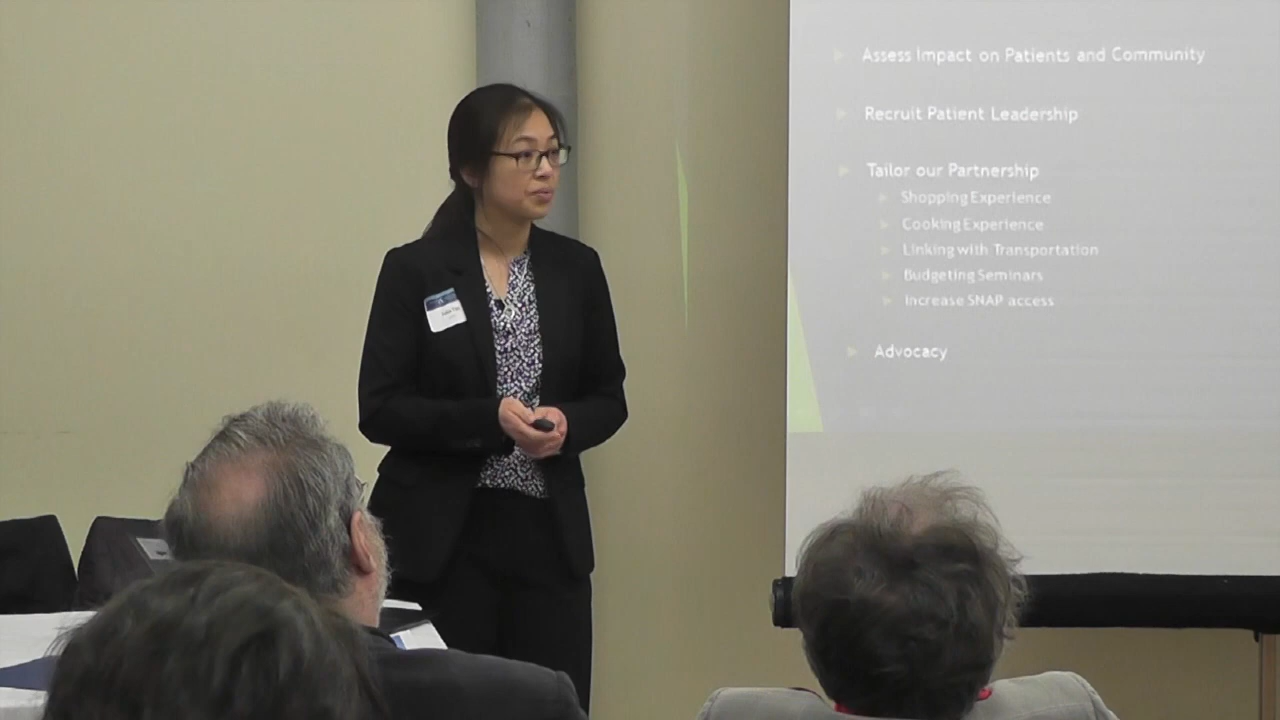 Assess Impact on Patients and Community
Recruit Patient Leadership
Tailor our Partnership
Shopping Experience
Cooking Experience
Linking with Transportation
Budgeting Seminars
Increase SNAP access
Advocacy